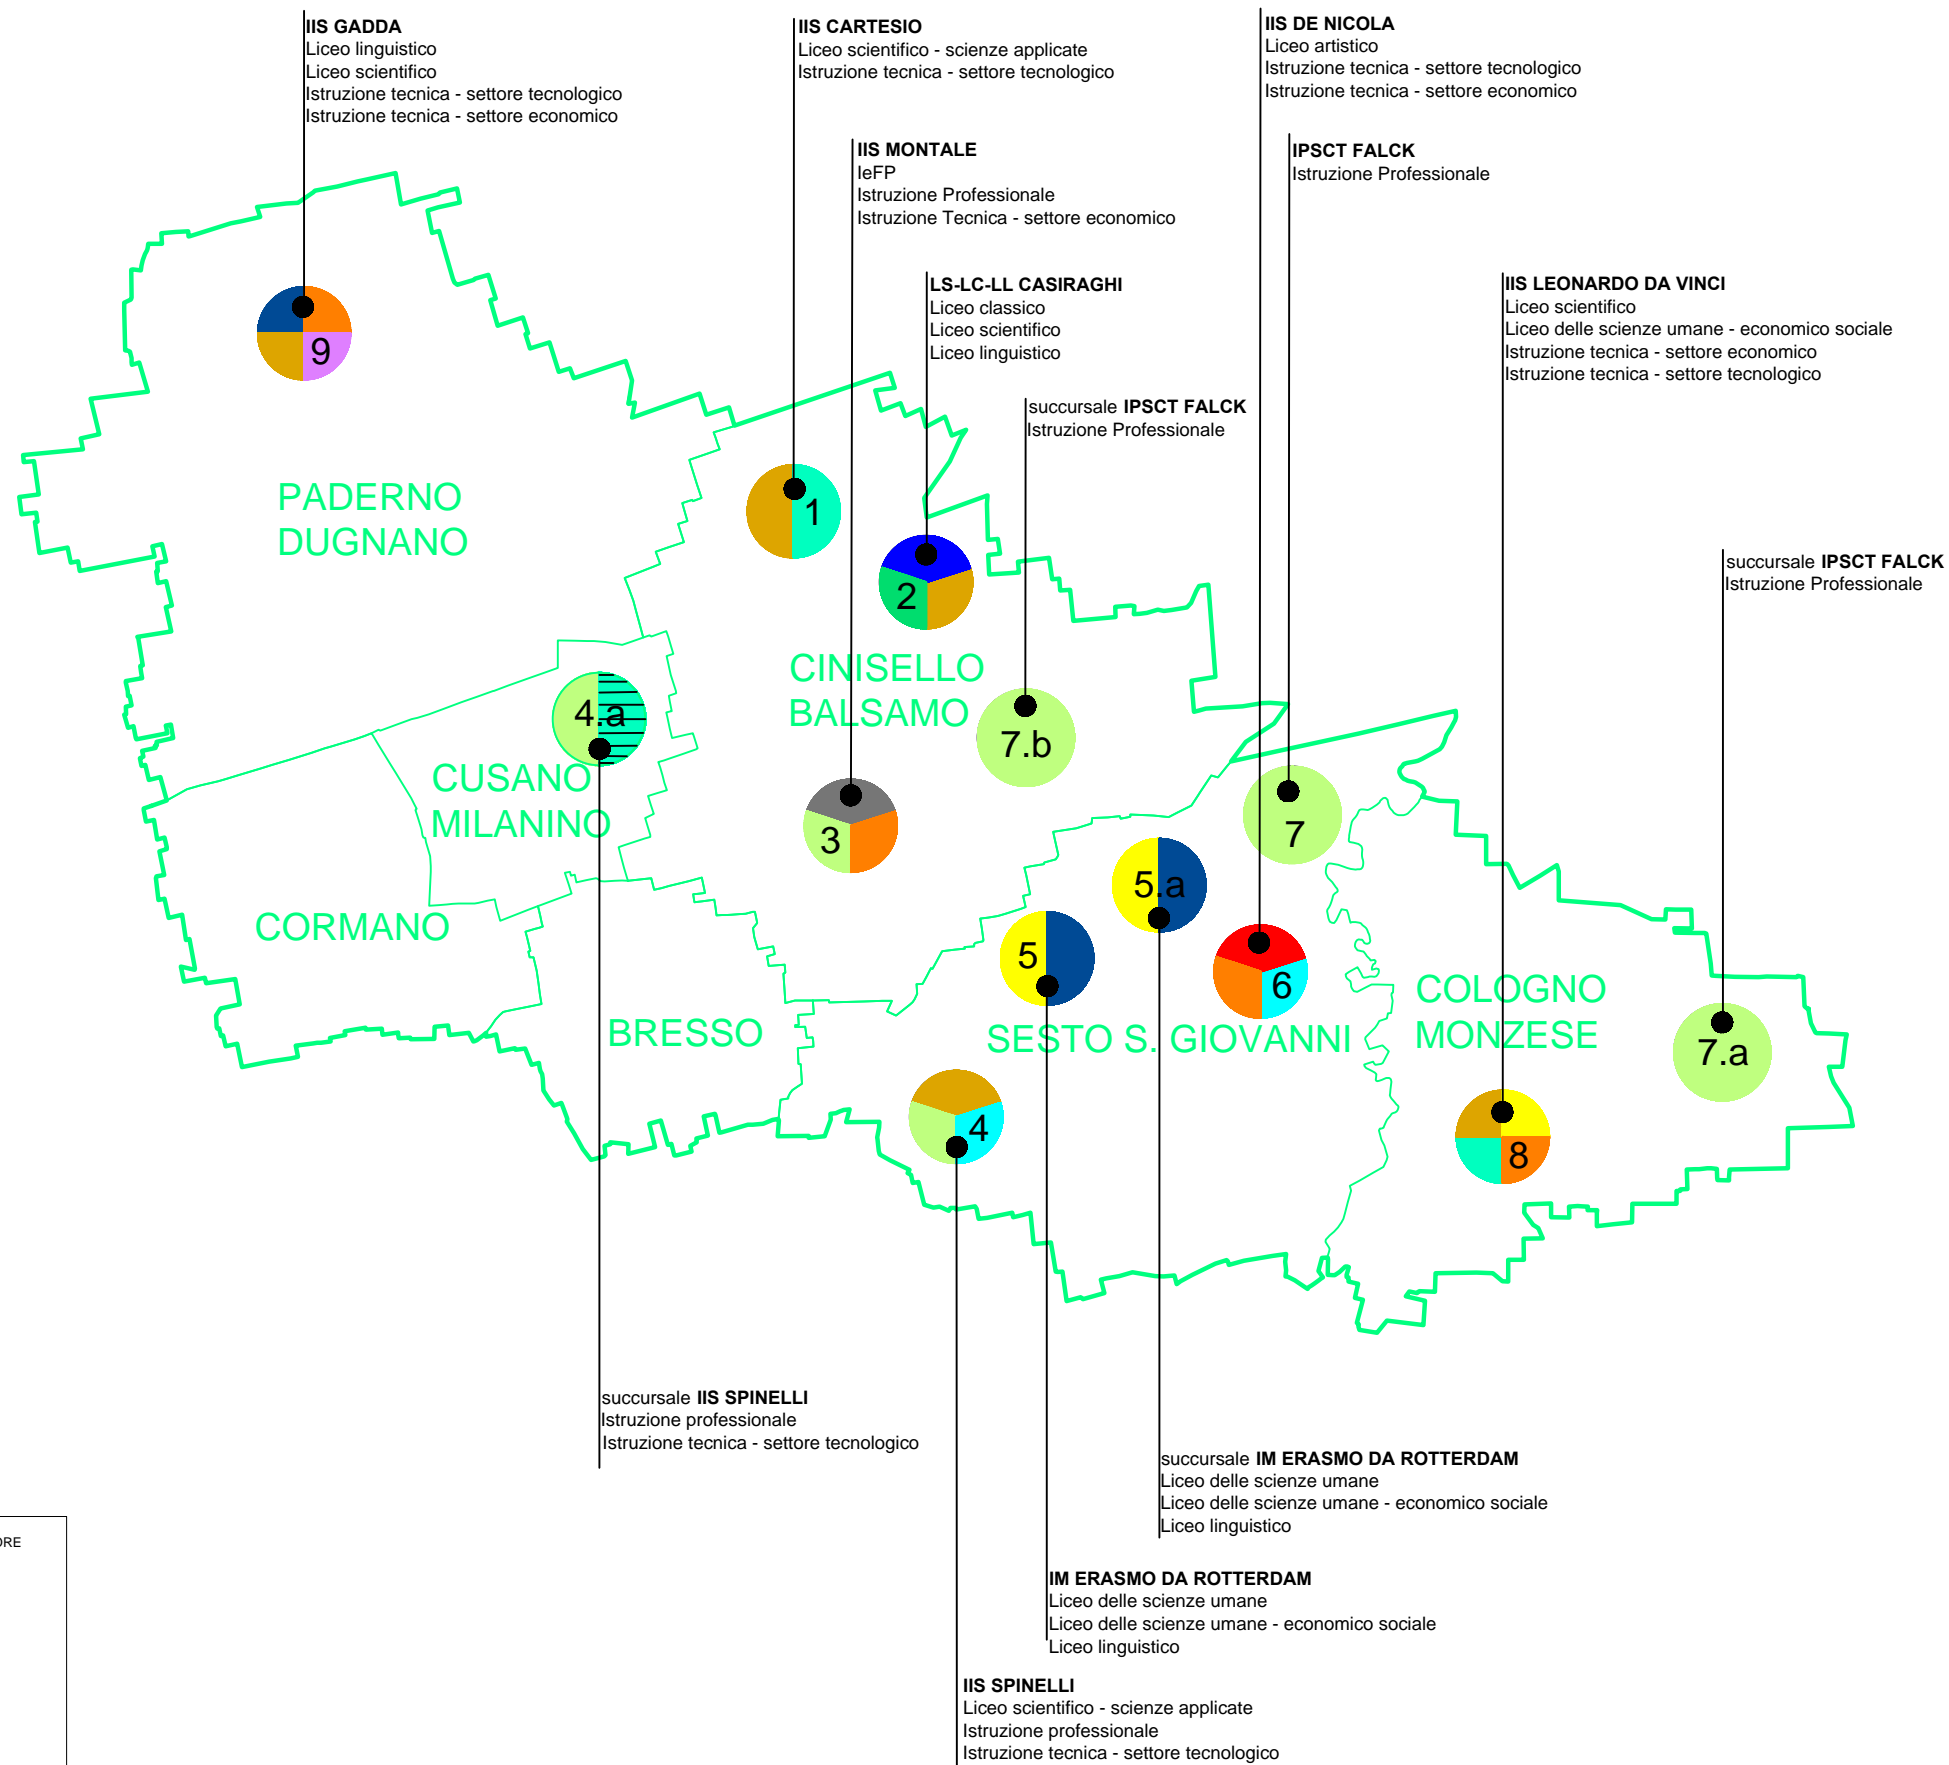 IIS GADDA
Liceo linguistico
Liceo scientifico
Istruzione tecnica - settore tecnologico
Istruzione tecnica - settore economico
IIS CARTESIO
Liceo scientifico - scienze applicate
Istruzione tecnica - settore tecnologico
IIS DE NICOLA
Liceo artistico
Istruzione tecnica - settore tecnologico
Istruzione tecnica - settore economico
IIS MONTALE
IeFP
Istruzione Professionale
Istruzione Tecnica - settore economico
IPSCT FALCK
Istruzione Professionale
LS-LC-LL CASIRAGHI
Liceo classico
Liceo scientifico
Liceo linguistico
IIS LEONARDO DA VINCI
Liceo scientifico
Liceo delle scienze umane - economico sociale
Istruzione tecnica - settore economico
Istruzione tecnica - settore tecnologico
succursale IPSCT FALCK
Istruzione Professionale
succursale IPSCT FALCK
Istruzione Professionale
9
PADERNO
DUGNANO
1
2
CINISELLO
BALSAMO
4.a
7.b
CUSANO
MILANINO
3
7
5.a
CORMANO
5
6
COLOGNO
MONZESE
BRESSO
SESTO S. GIOVANNI
7.a
4
8
succursale IIS SPINELLI
Istruzione professionale
Istruzione tecnica - settore tecnologico
succursale IM ERASMO DA ROTTERDAM
Liceo delle scienze umane
Liceo delle scienze umane - economico sociale
Liceo linguistico
ORE
IM ERASMO DA ROTTERDAM
Liceo delle scienze umane
Liceo delle scienze umane - economico sociale
Liceo linguistico
IIS SPINELLI
Liceo scientifico - scienze applicate
Istruzione professionale
Istruzione tecnica - settore tecnologico